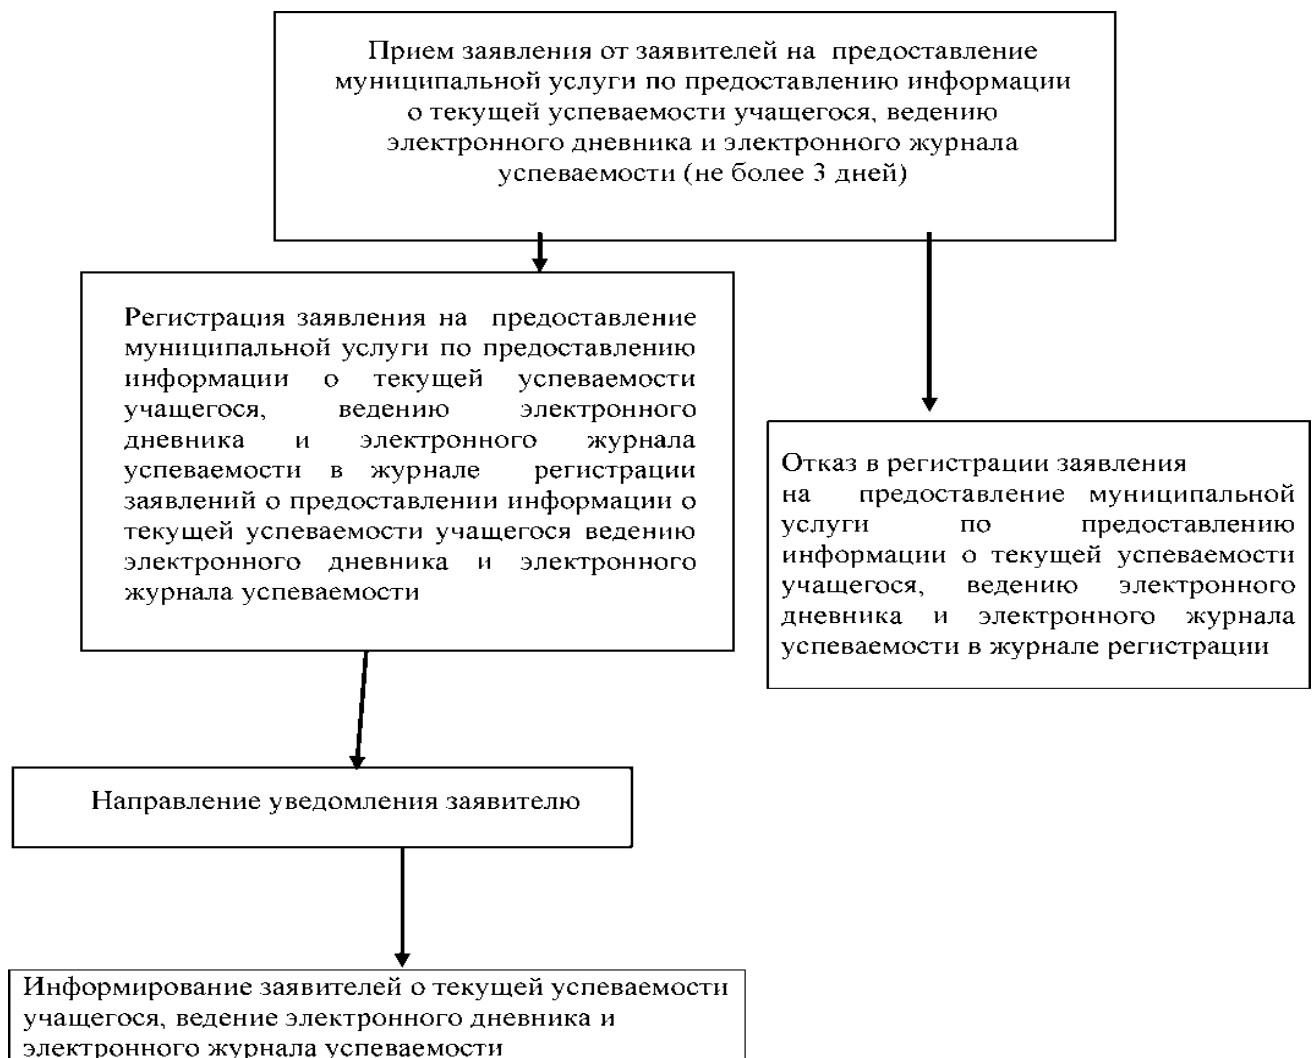 Прием заявления от заявителей на предоставление
муниципальной услуги по предоставлению информации
о текущей успеваемости учащегося, ведению
электронного дневника и электронного журнала
успеваемости (не более 3 дней)
Регистрация заявления на предоставление
муниципальной услуги по предоставлению
информации о текущей успеваемости
учащегося, ведению электронного
дневника и электронного журнала
успеваемости в журнале регистрации
заявлений о предоставлении информации о
текущей успеваемости учащегося ведению
электронного дневника и электронного
журнала успеваемости
Отказ в регистрации заявления
на предоставление муниципальной
услуги по предоставлению
информации о текущей успеваемости
учащегося, ведению электронного
дневника и электронного журнала
успеваемости в журнале регистрации
Направление уведомления заявителю
Информирование заявителей о текущей успеваемости
учащегося, ведение электронного дневника и
электронного журнала успеваемости